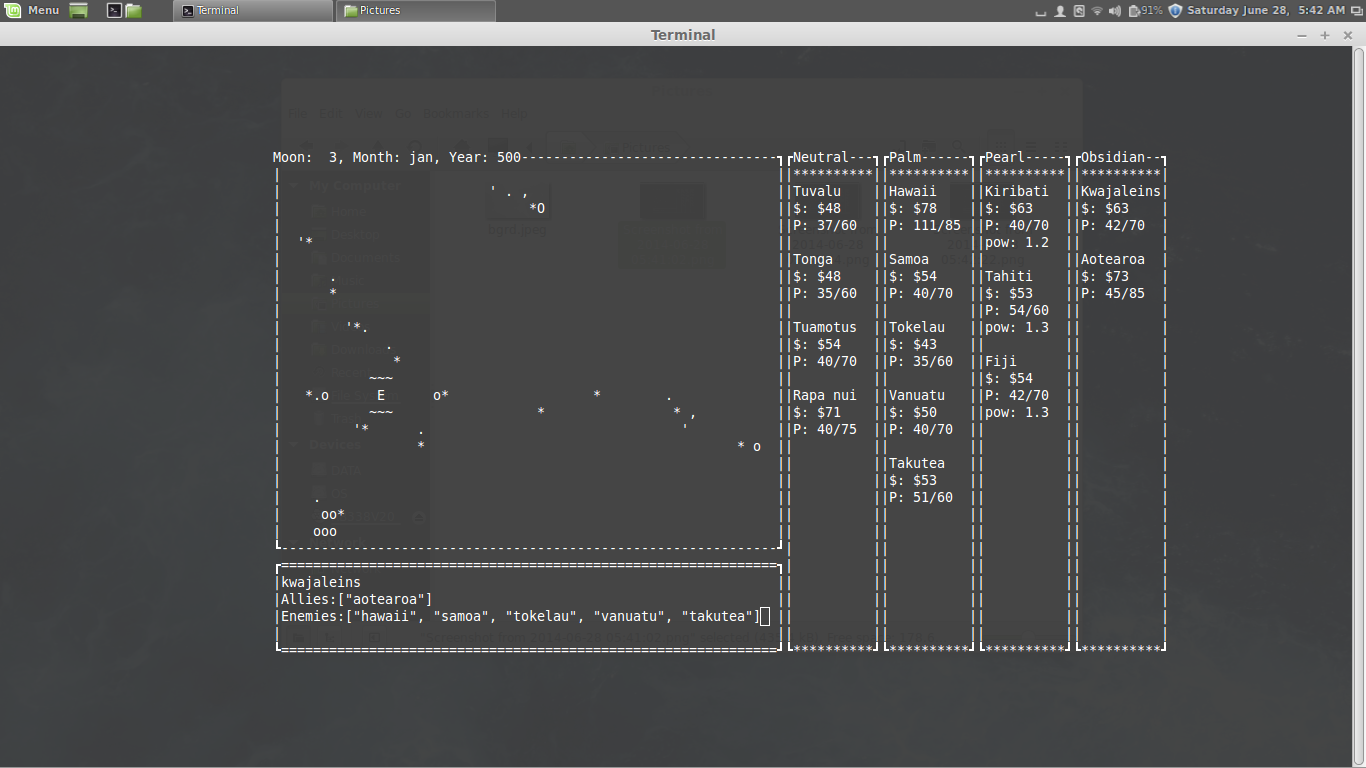 Menu
Terminal
Pictures
91%
Saturday June 28, 5:42 AM
Terminal
Moon:  3, Month: jan, Year: 500--------------------------------
' . ,
*O
'*
.
*
'*.
.
*
~~~
*.o      E      o*                  *        .
~~~                  *                * ,
'*      .                                '
*                                       * o
.
oo*
ooo
kwajaleins
Allies:["aotearoa"]
Enemies:["hawaii", "samoa", "tokelau", "vanuatu", "takutea"]
Neutral---
**********
Tuvalu
$: $48
P: 37/60
Tonga
$: $48
P: 35/60
Tuamotus
$: $54
P: 40/70
Rapa nui
$: $71
P: 40/75
**********
Palm------
**********
Hawaii
$: $78
P: 111/85
Samoa
$: $54
P: 40/70
Tokelau
$: $43
P: 35/60
Vanuatu
$: $50
P: 40/70
Takutea
$: $53
P: 51/60
**********
Pearl-----
**********
Kiribati
$: $63
P: 40/70
pow: 1.2
Tahiti
$: $53
P: 54/60
pow: 1.3
Fiji
$: $54
P: 42/70
pow: 1.3
**********
Obsidian--
**********
Kwajaleins
$: $63
P: 42/70
Aotearoa
$: $73
P: 45/85
**********